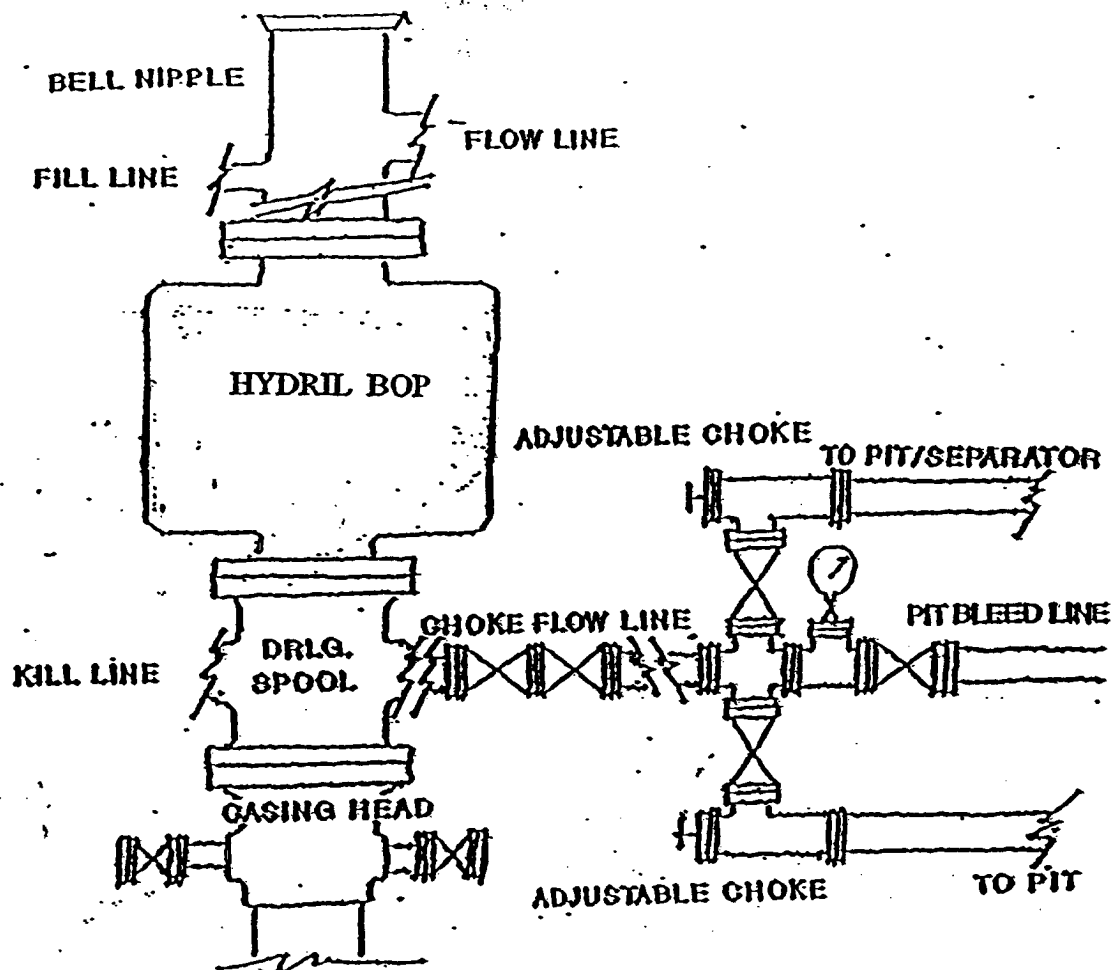 BELL NIPPLE
FLOW LINE
FILL LINE
HYDRIL BOP
ADJUSTABLE CHOKE
TO PIT/SEPARATOR
CHOKE FLOW LINE
PIT BLEED LINE
KILL LINE
DRLG.
SPOOL
CASING HEAD
ADJUSTABLE CHOKE
TO PIT